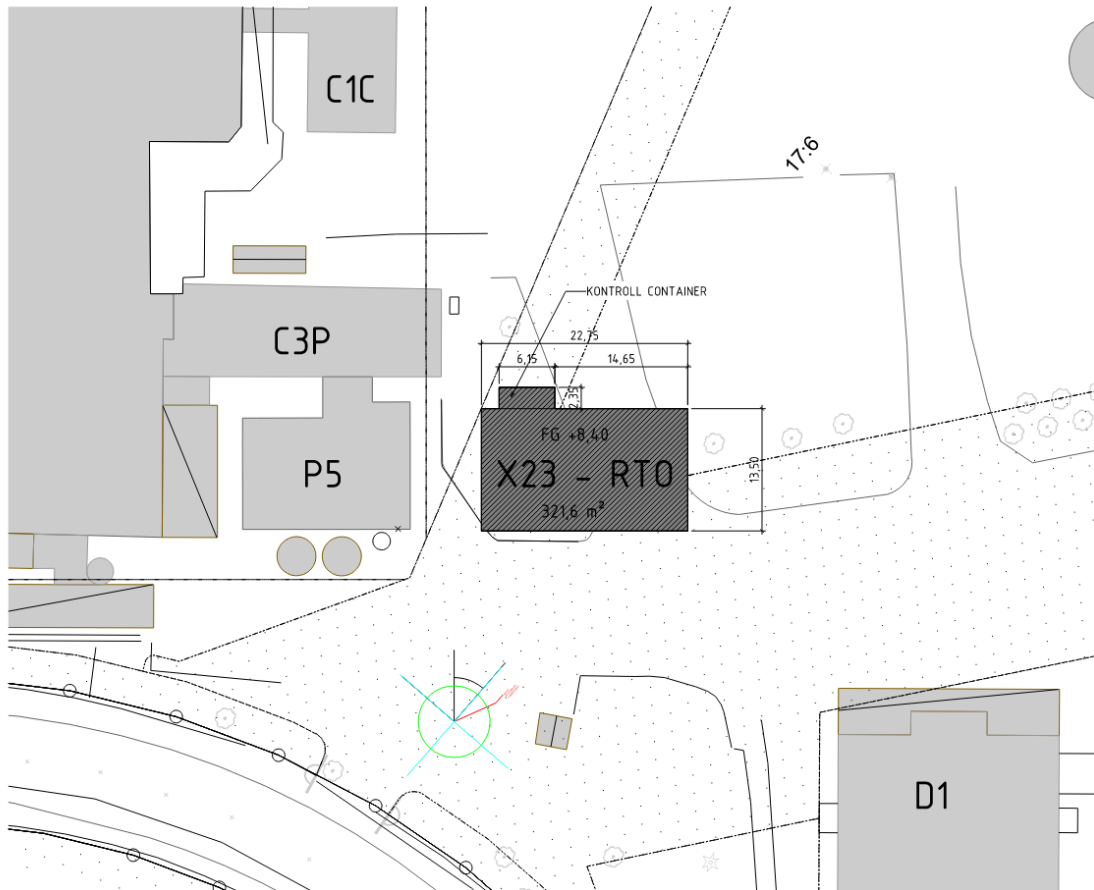 C1C
17:6
KONTROLL CONTAINER
22,75
C3P
6,15
14,65
2,35
FG +8,40
X23 - RTO
P5
13,50
321,6 m²
D1